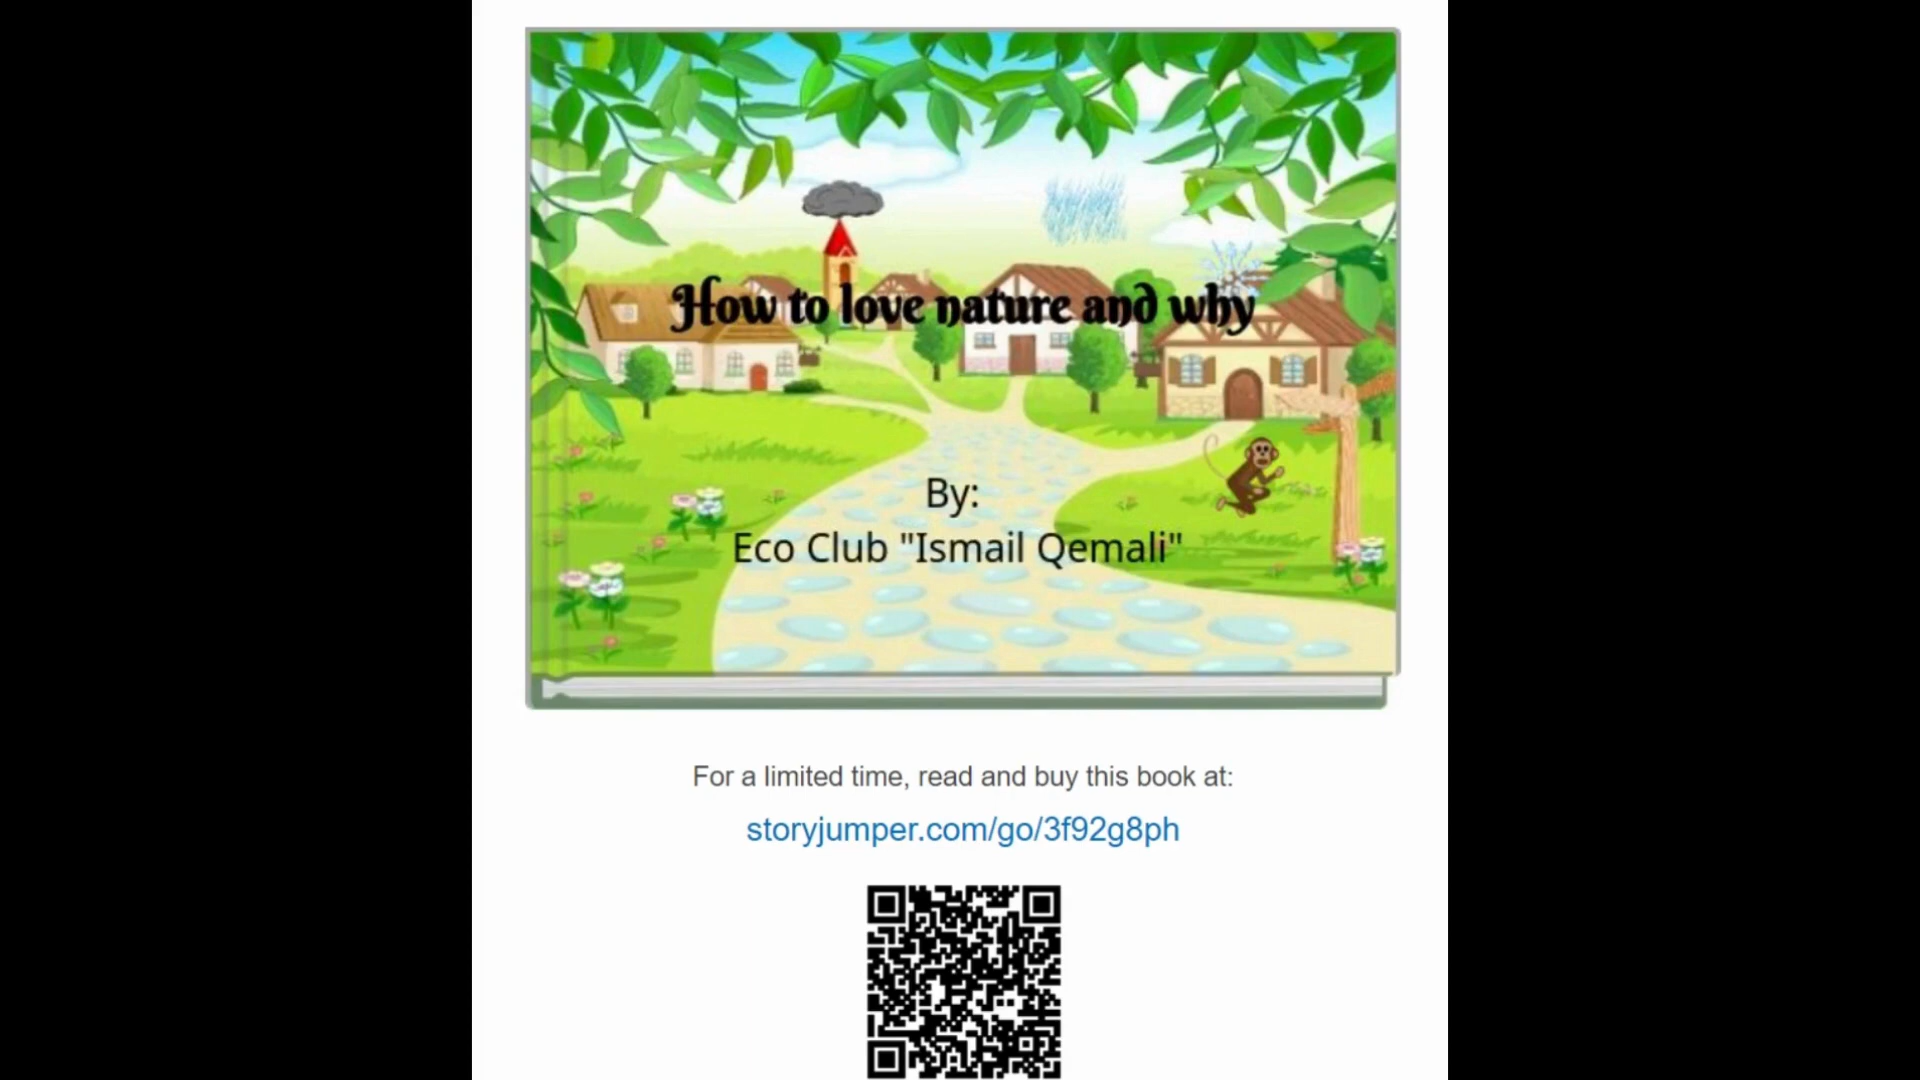 How to love nature and why
By:
Eco Club "Ismail Qemali"
For a limited time, read and buy this book at:
storyjumper.com/go/3f92g8ph